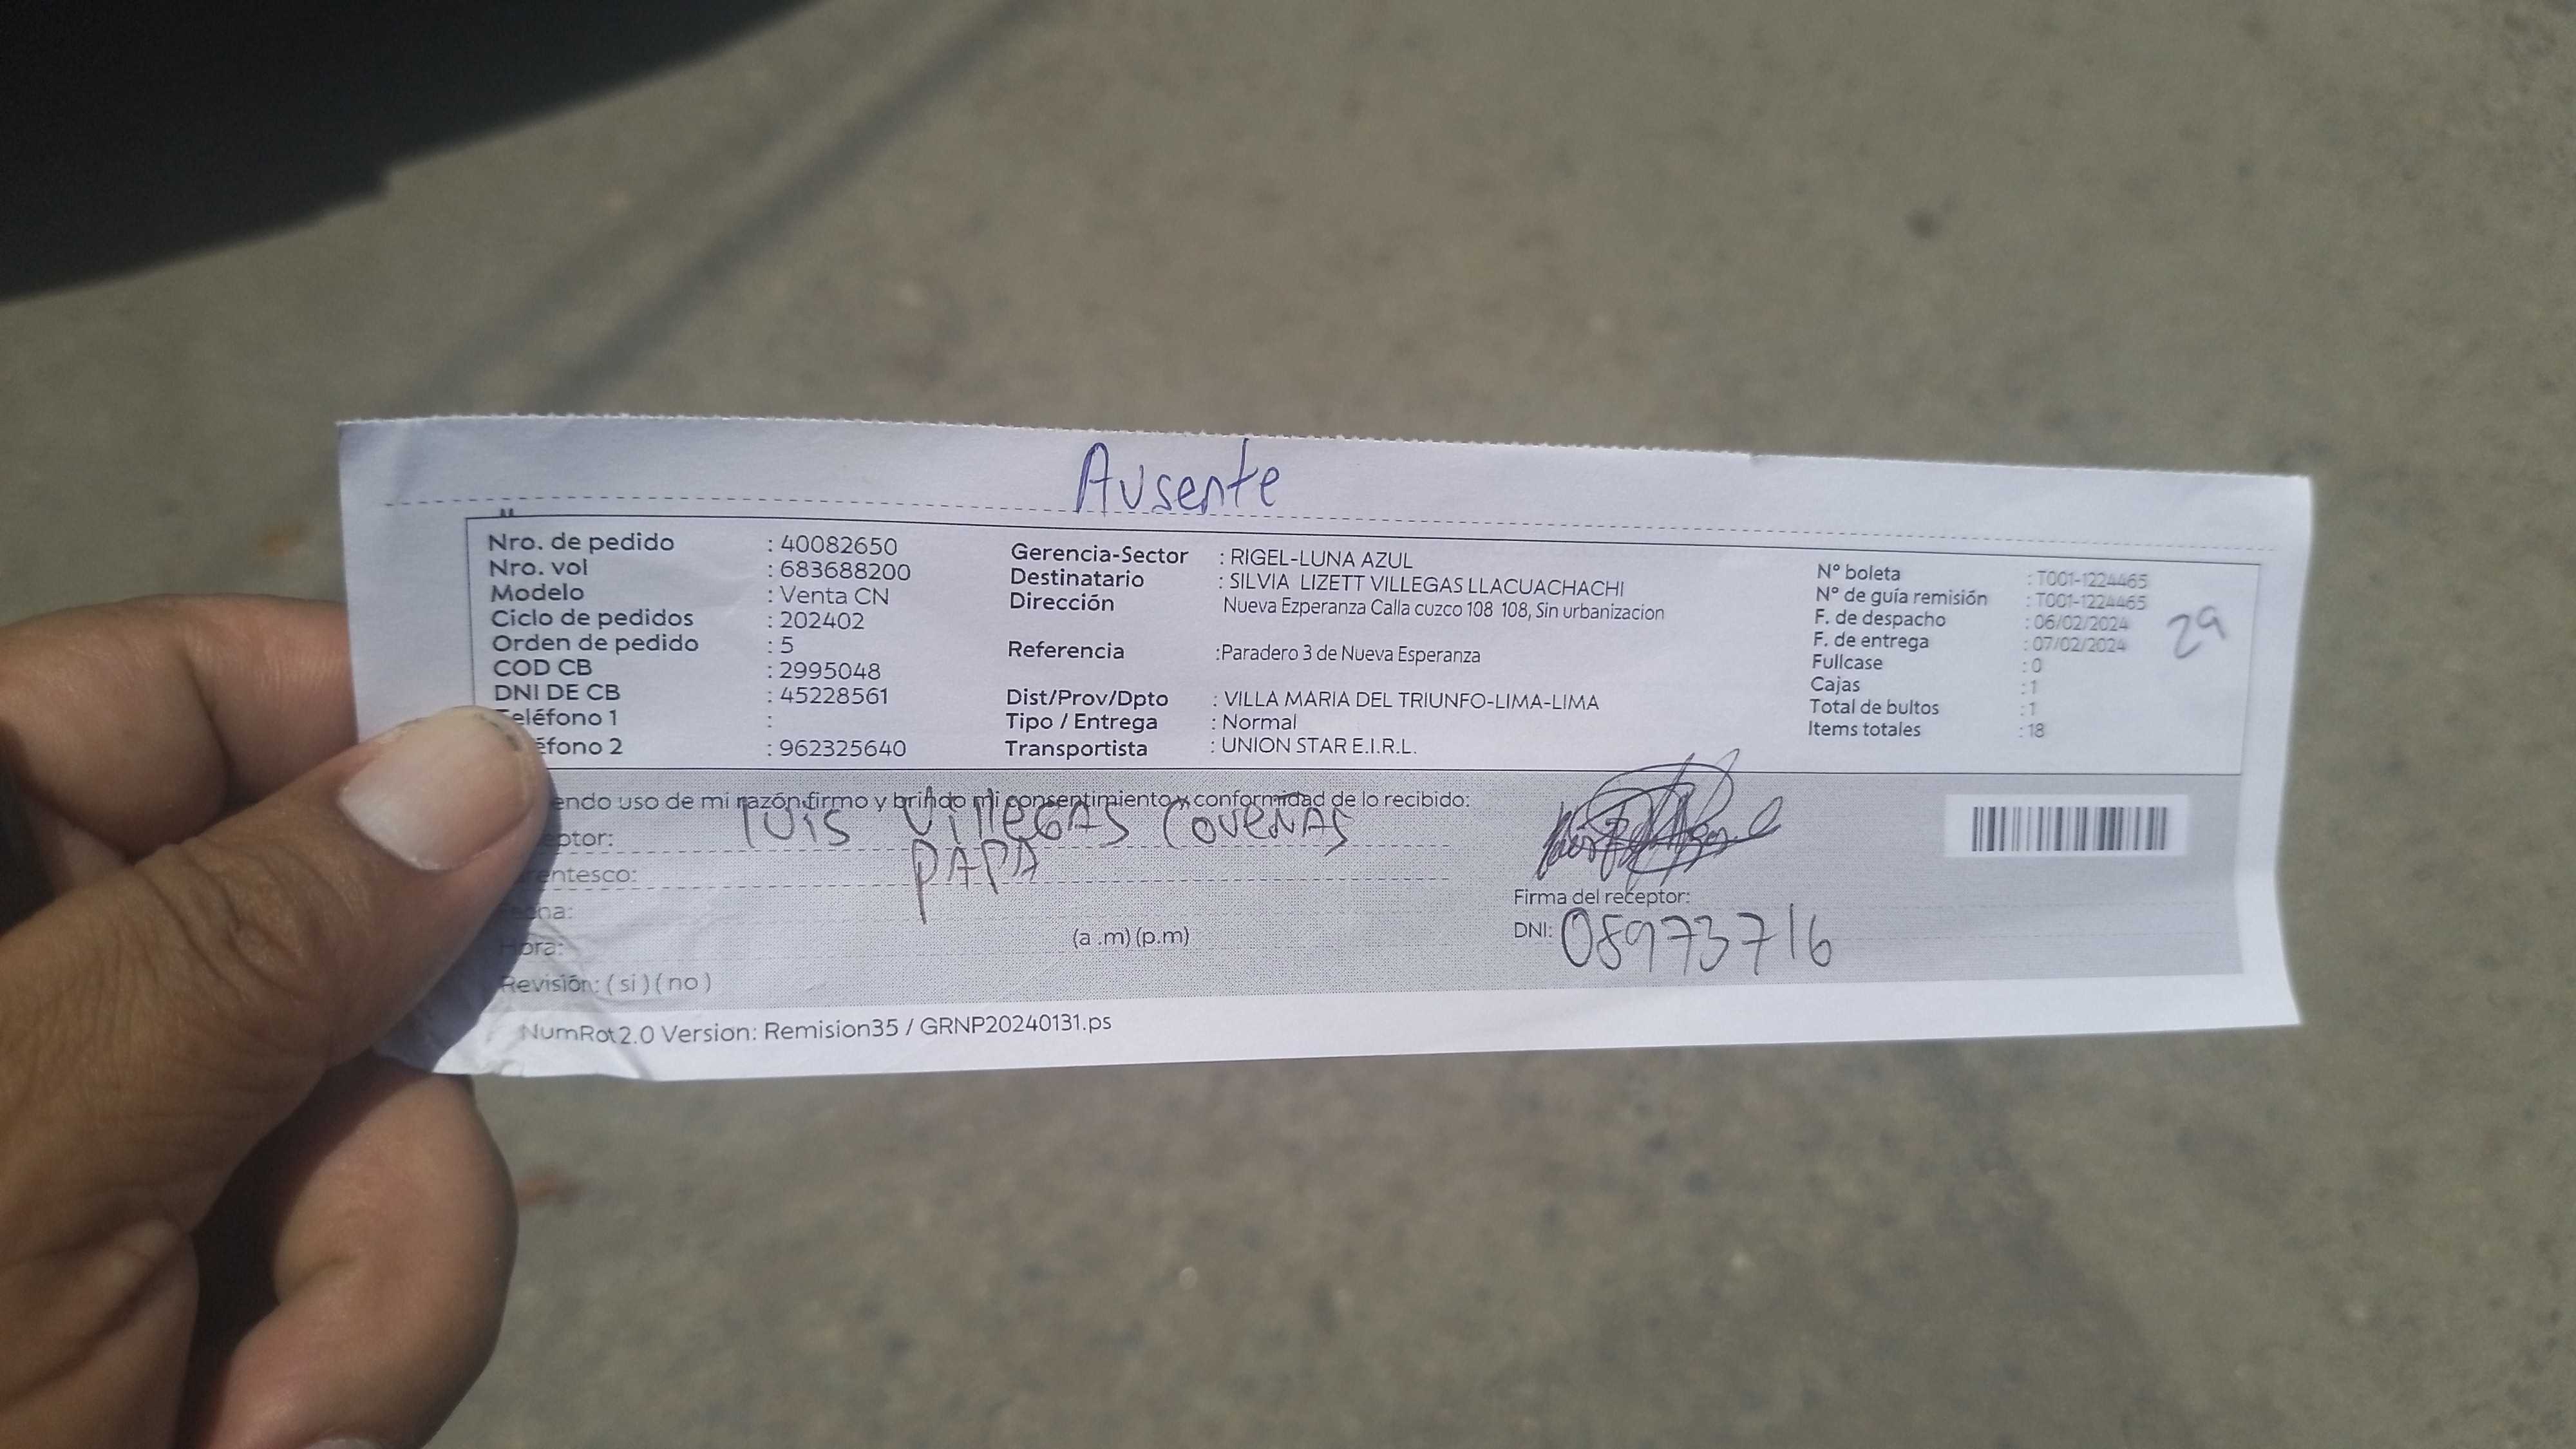 Ausente
Nro. de pedido : 40082650
Nro. vol : 683688200
Modelo : Venta CN
Ciclo de pedidos : 202402
Orden de pedido : 5
COD CB : 2995048
DNI DE CB : 45228561
eléfono 1 :
éfono 2 : 962325640
Gerencia-Sector : RIGEL-LUNA AZUL
Destinatario : SILVIA LIZETT VILLEGAS LLACUACHACHI
Dirección Nueva Ezperanza Calla cuzco 108 108, Sin urbanizacion
Referencia :Paradero 3 de Nueva Esperanza
Dist/Prov/Dpto : VILLA MARIA DEL TRIUNFO-LIMA-LIMA
Tipo / Entrega : Normal
Transportista : UNION STAR E.I.R.L.
N° boleta : T001-1224465
N° de guía remisión : T001-1224465
F. de despacho : 06/02/2024
F. de entrega : 07/02/2024
Fullcase : 0
Cajas : 1
Total de bultos : 1
Items totales : 18
29
endo uso de mi razón firmo y brindo mi consentimiento y conformidad de lo recibido:
eptor: LUIS VILLEGAS COVEÑAS
rentesco: PAPA
echa:
Hora: (a .m) (p.m)
Revisión: ( si ) ( no )
Firma del receptor:
DNI: 08973716
NumRot2.0 Version: Remision35 / GRNP20240131.ps